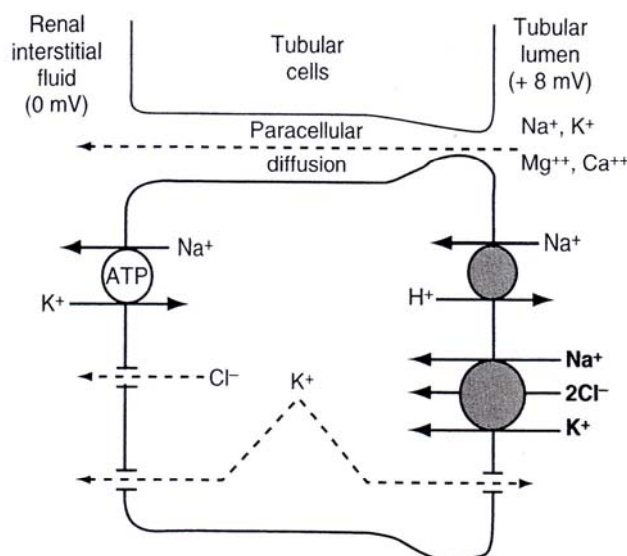 Renal
interstitial
fluid
(0 mV)
Tubular
cells
Tubular
lumen
(+ 8 mV)
Paracellular
diffusion
Na⁺, K⁺
Mg⁺⁺, Ca⁺⁺
Na⁺
ATP
K⁺
Cl⁻
K⁺
Na⁺
H⁺
Na⁺
2Cl⁻
K⁺